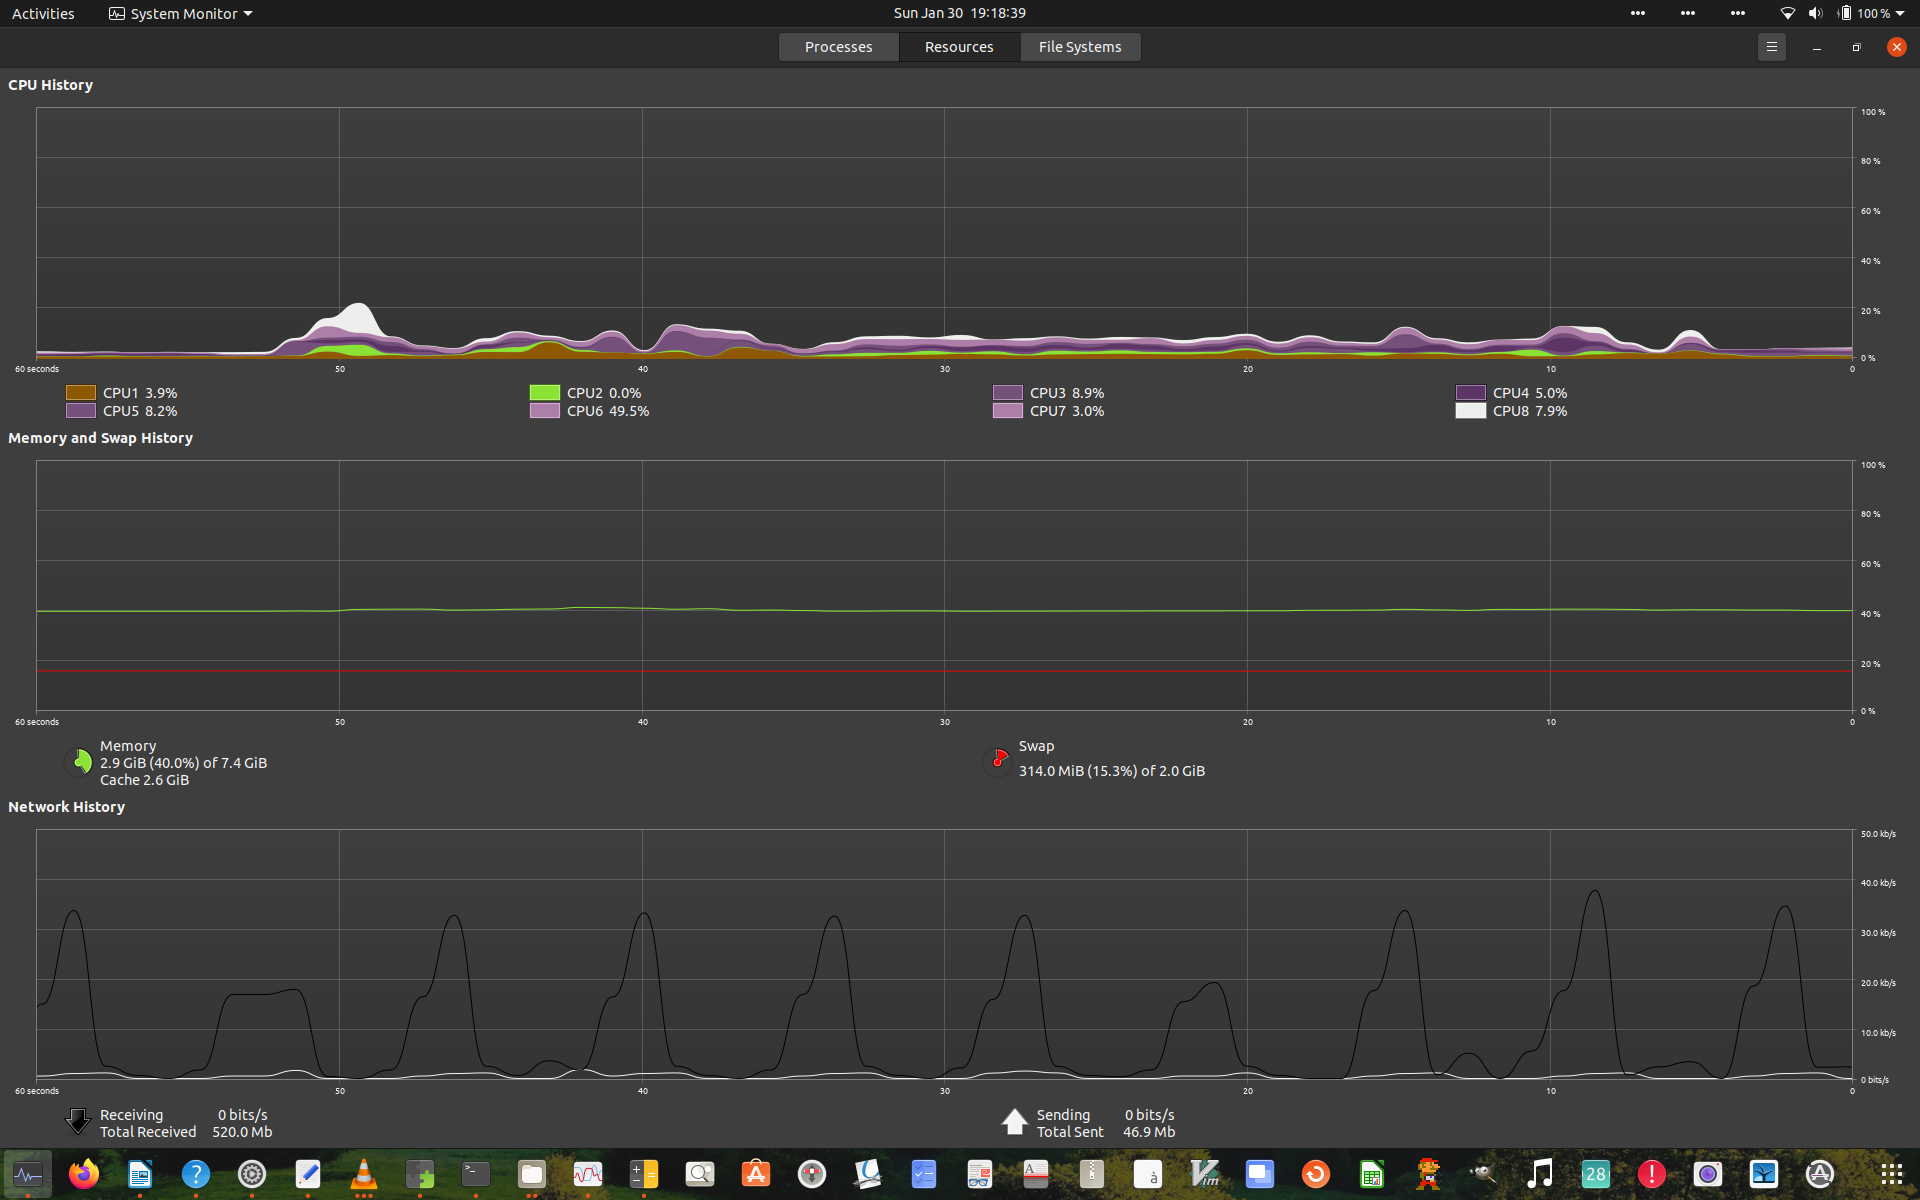 Activities System Monitor Sun Jan 30 19:18:39 100 %
Processes Resources File Systems
CPU History
100 %
80 %
60 %
40 %
20 %
0 %
60 seconds 50 40 30 20 10 0
CPU1 3.9% CPU2 0.0% CPU3 8.9% CPU4 5.0%
CPU5 8.2% CPU6 49.5% CPU7 3.0% CPU8 7.9%
Memory and Swap History
100 %
80 %
60 %
40 %
20 %
0 %
60 seconds 50 40 30 20 10 0
Memory Swap
2.9 GiB (40.0%) of 7.4 GiB 314.0 MiB (15.3%) of 2.0 GiB
Cache 2.6 GiB
Network History
50.0 kb/s
40.0 kb/s
30.0 kb/s
20.0 kb/s
10.0 kb/s
0 bits/s
60 seconds 50 40 30 20 10 0
Receiving 0 bits/s Sending 0 bits/s
Total Received 520.0 Mb Total Sent 46.9 Mb
? >_ A A à Vim 28 ! A